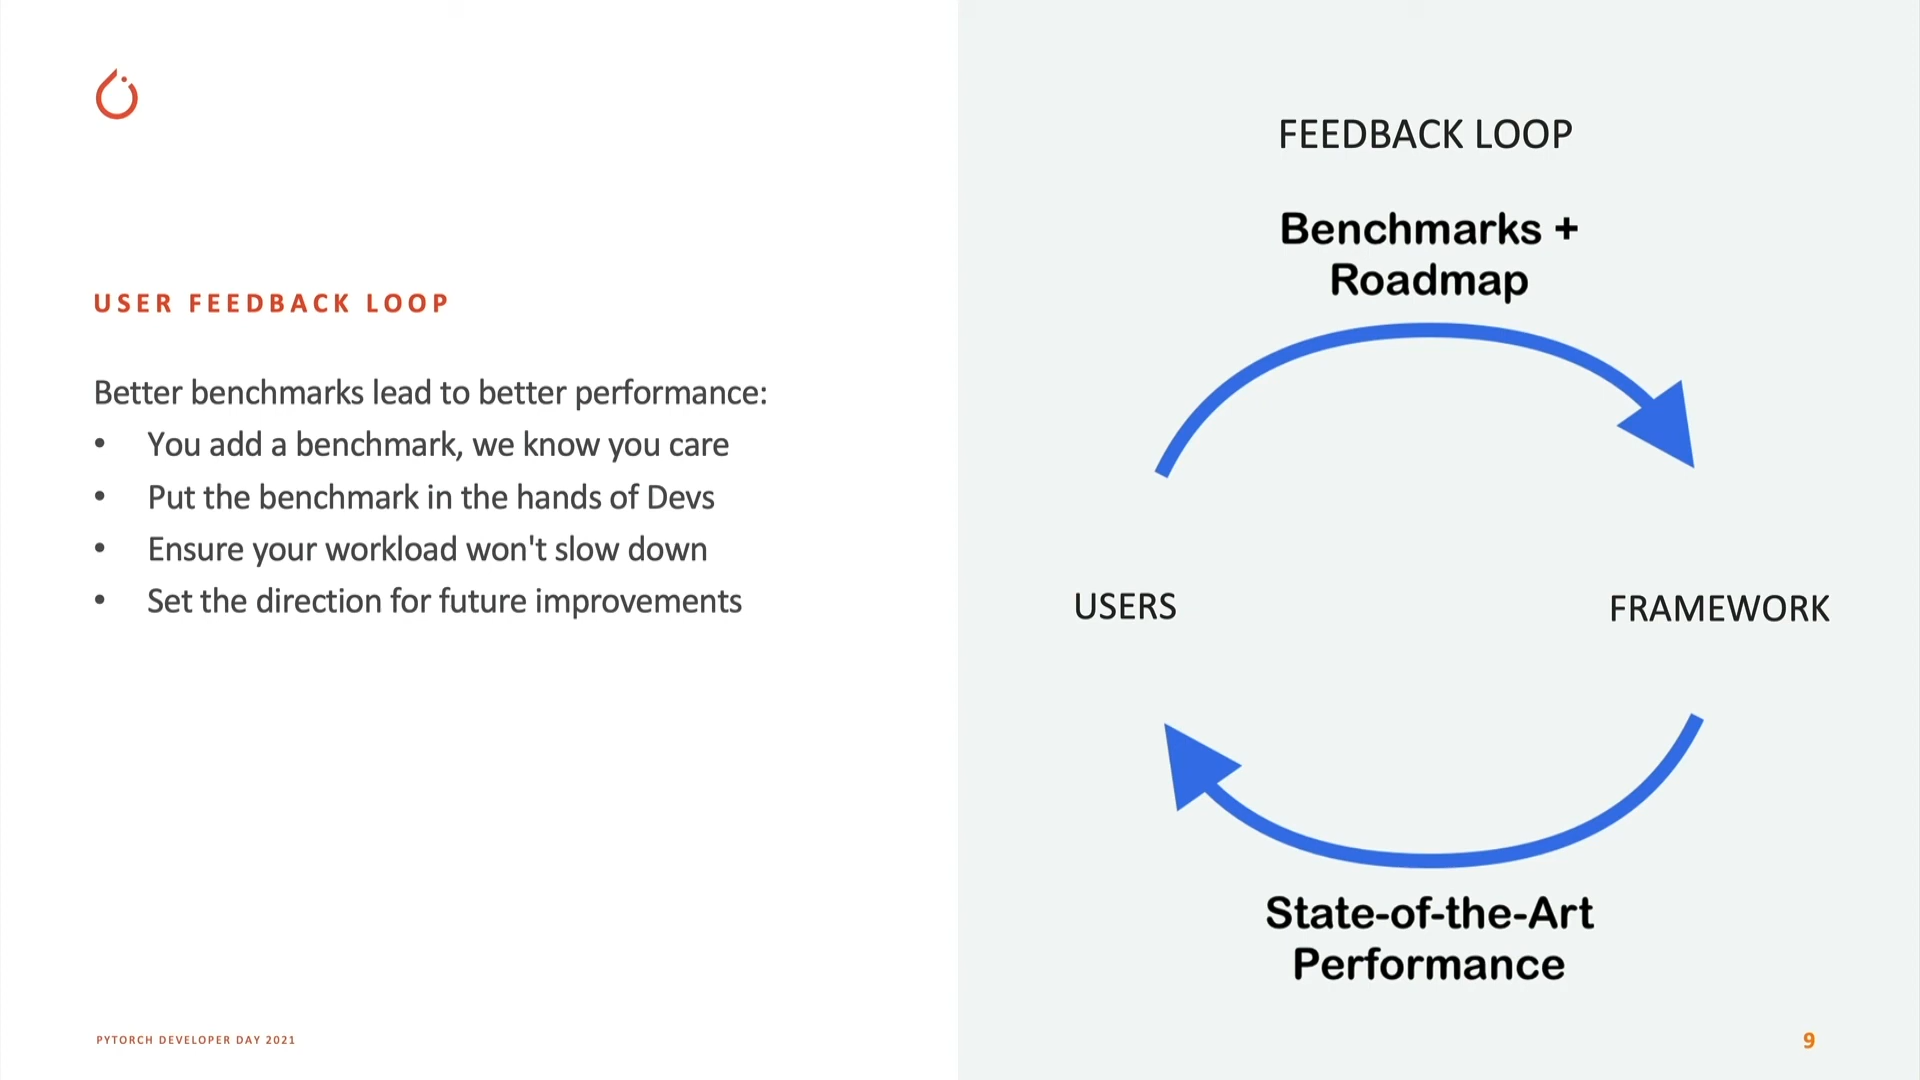 USER FEEDBACK LOOP
Better benchmarks lead to better performance:
• You add a benchmark, we know you care
• Put the benchmark in the hands of Devs
• Ensure your workload won't slow down
• Set the direction for future improvements
PYTORCH DEVELOPER DAY 2021
FEEDBACK LOOP
Benchmarks +
Roadmap
USERS
FRAMEWORK
State-of-the-Art
Performance
9